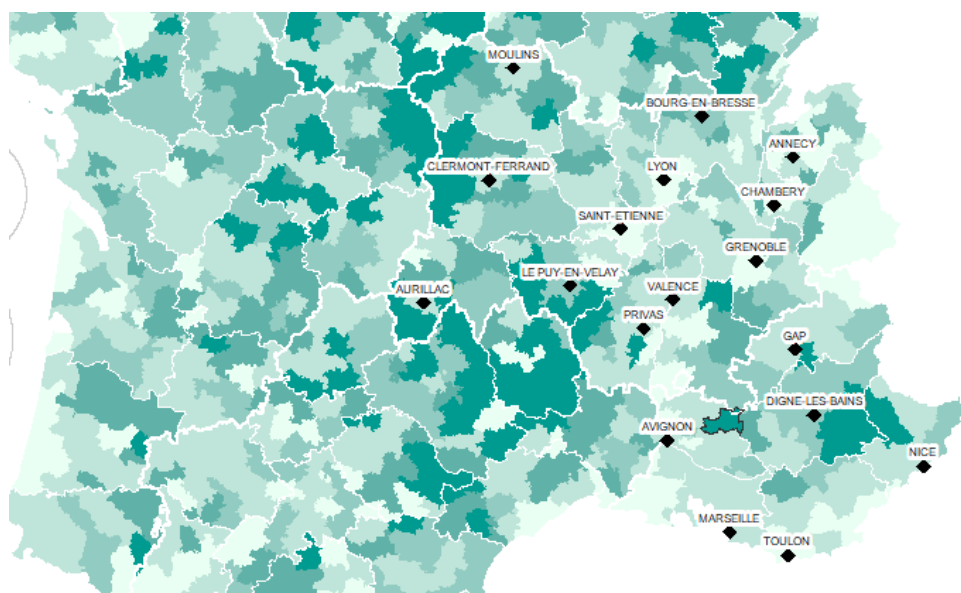 MOULINS
BOURG-EN-BRESSE
ANNECY
CLERMONT-FERRAND
LYON
CHAMBERY
SAINT-ETIENNE
GRENOBLE
LE PUY-EN-VELAY
AURILLAC
VALENCE
PRIVAS
GAP
DIGNE-LES-BAINS
AVIGNON
NICE
MARSEILLE
TOULON